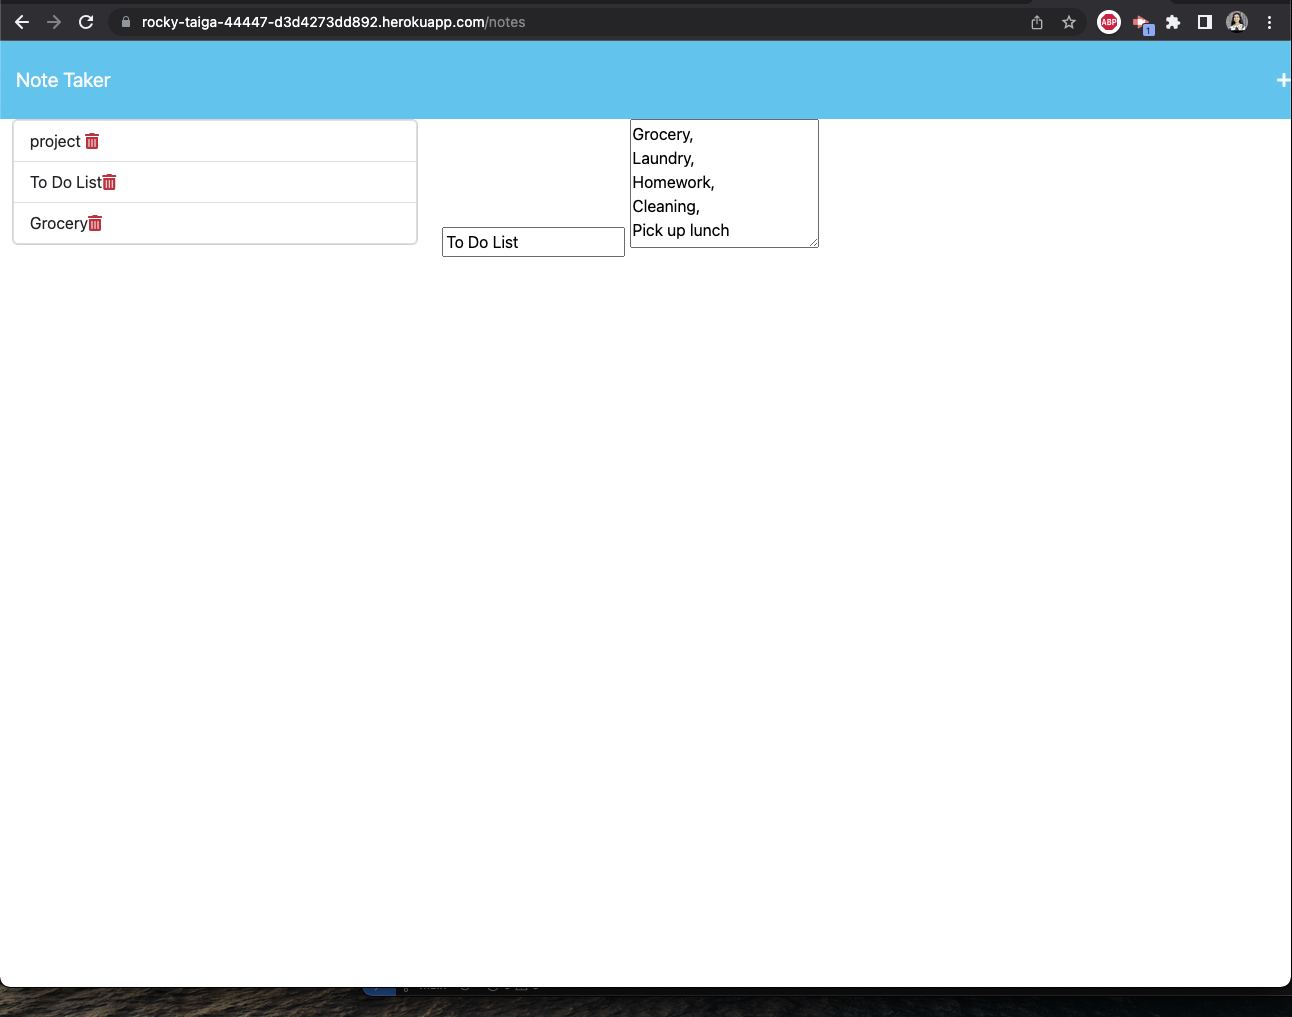 rocky-taiga-44447-d3d4273dd892.herokuapp.com/notes
ABP
1
Note Taker
+
project
To Do List
Grocery
To Do List
Grocery,
Laundry,
Homework,
Cleaning,
Pick up lunch